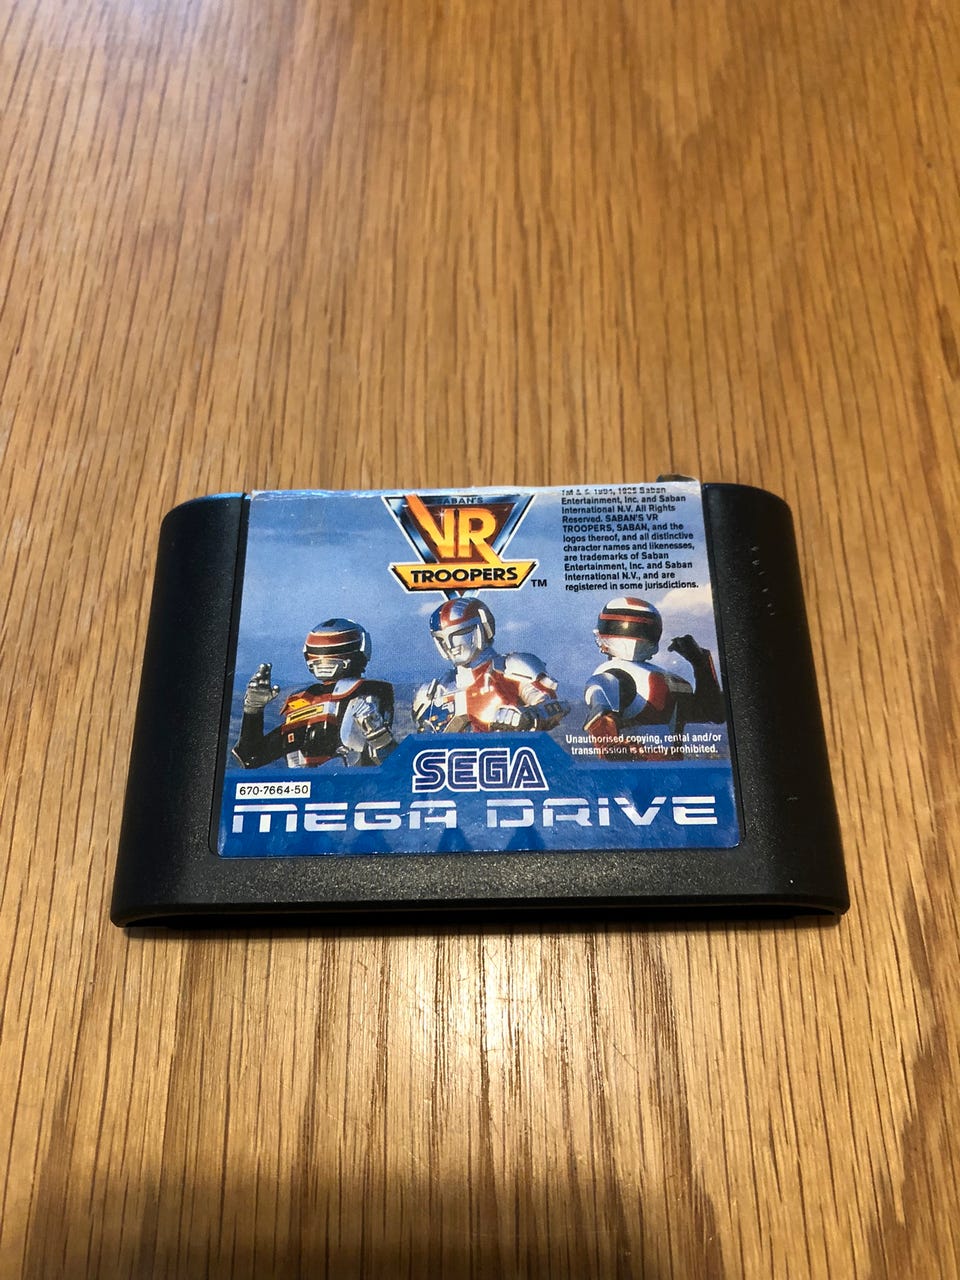 SABAN'S
VR
TROOPERS ™
TM & © 1994, 1995 Saban
Entertainment, Inc. and Saban
International N.V. All Rights
Reserved. SABAN'S VR
TROOPERS, SABAN, and the
logos thereof, and all distinctive
character names and likenesses,
are trademarks of Saban
Entertainment, Inc. and Saban
International N.V., and are
registered in some jurisdictions.
Unauthorised copying, rental and/or
transmission is strictly prohibited.
SEGA
670-7664-50
MEGA DRIVE